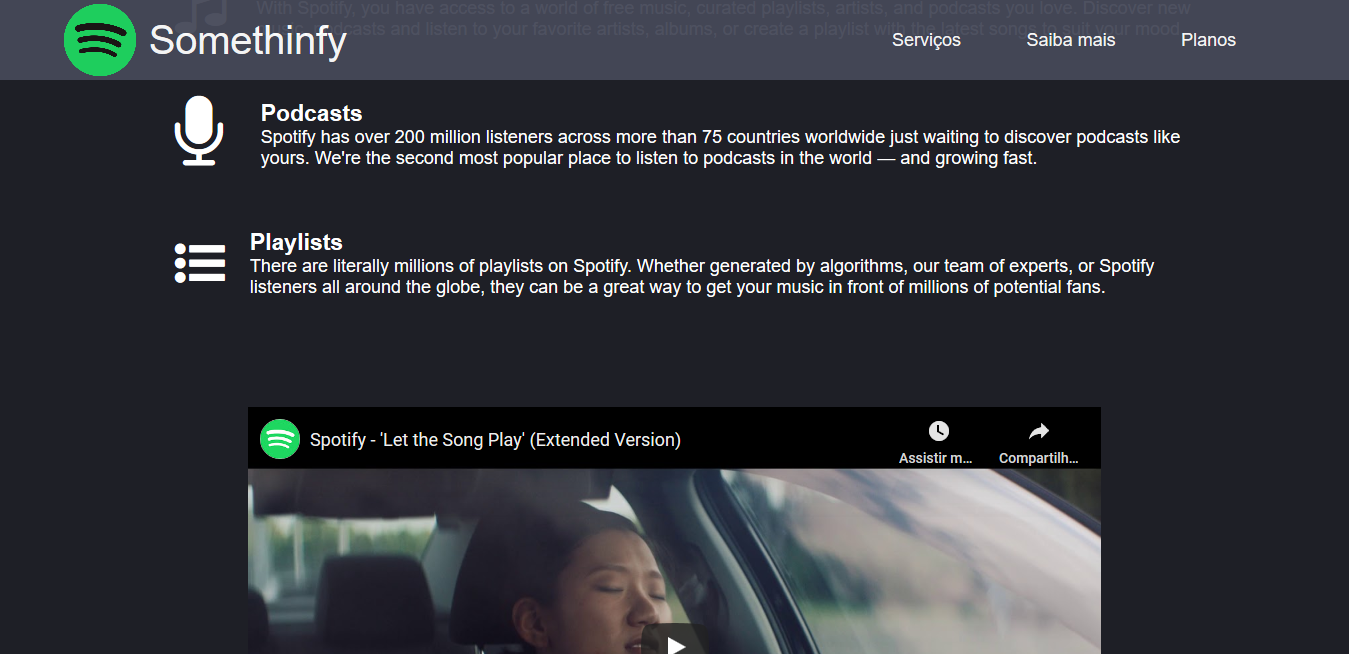 With Spotify, you have access to a world of free music, curated playlists, artists, and podcasts you love. Discover new
casts and listen to your favorite artists, albums, or create a playlist with the latest songs to suit your mood
Somethinfy
Serviços
Saiba mais
Planos
Podcasts
Spotify has over 200 million listeners across more than 75 countries worldwide just waiting to discover podcasts like
yours. We're the second most popular place to listen to podcasts in the world — and growing fast.
Playlists
There are literally millions of playlists on Spotify. Whether generated by algorithms, our team of experts, or Spotify
listeners all around the globe, they can be a great way to get your music in front of millions of potential fans.
Spotify - 'Let the Song Play' (Extended Version)
Assistir m...
Compartilh...